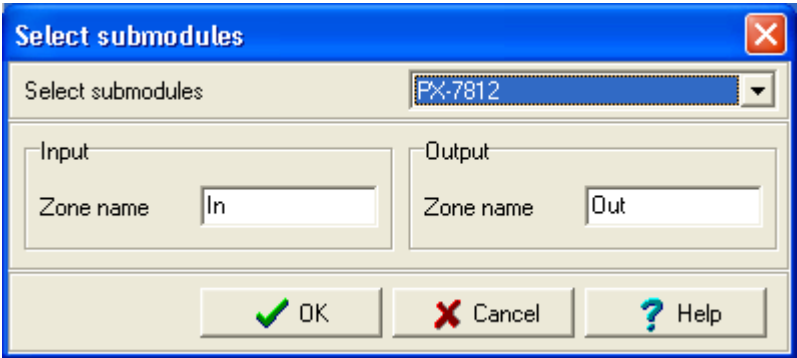 Select submodules
Select submodules PX-7812
Input Output
Zone name In Zone name Out
OK Cancel Help